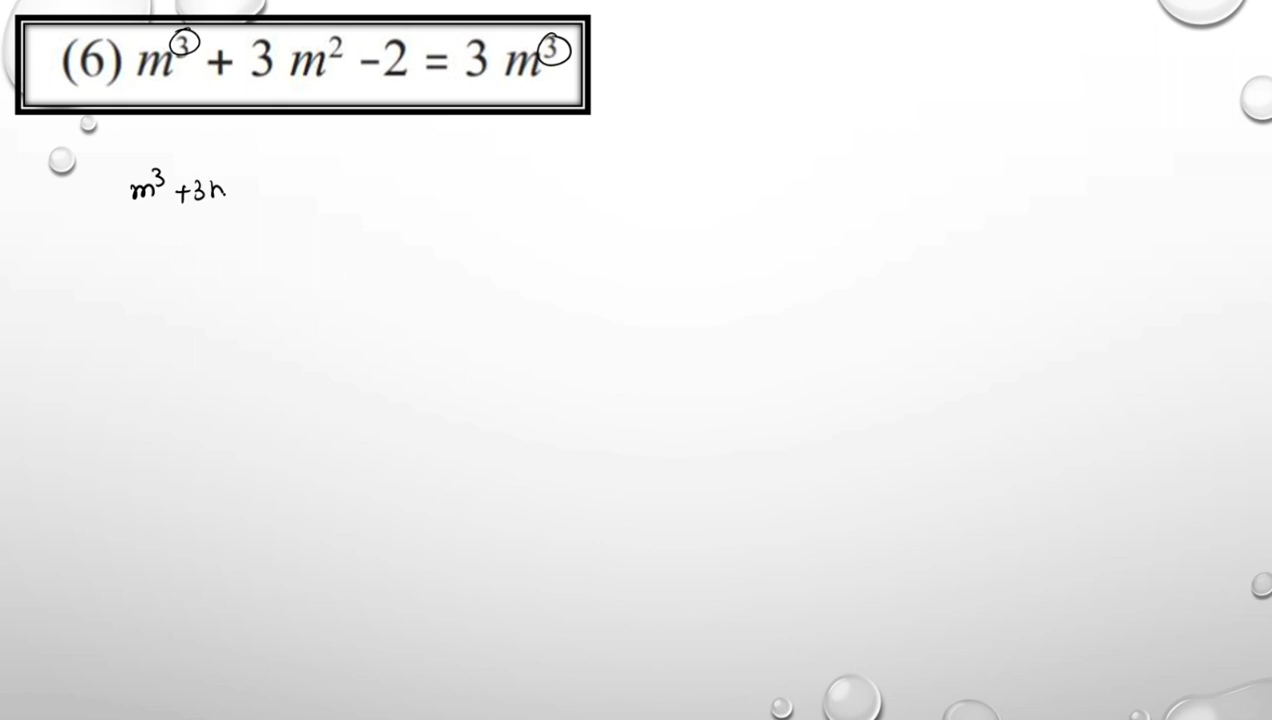 (6) m³ + 3 m² -2 = 3 m³
m³ +3n